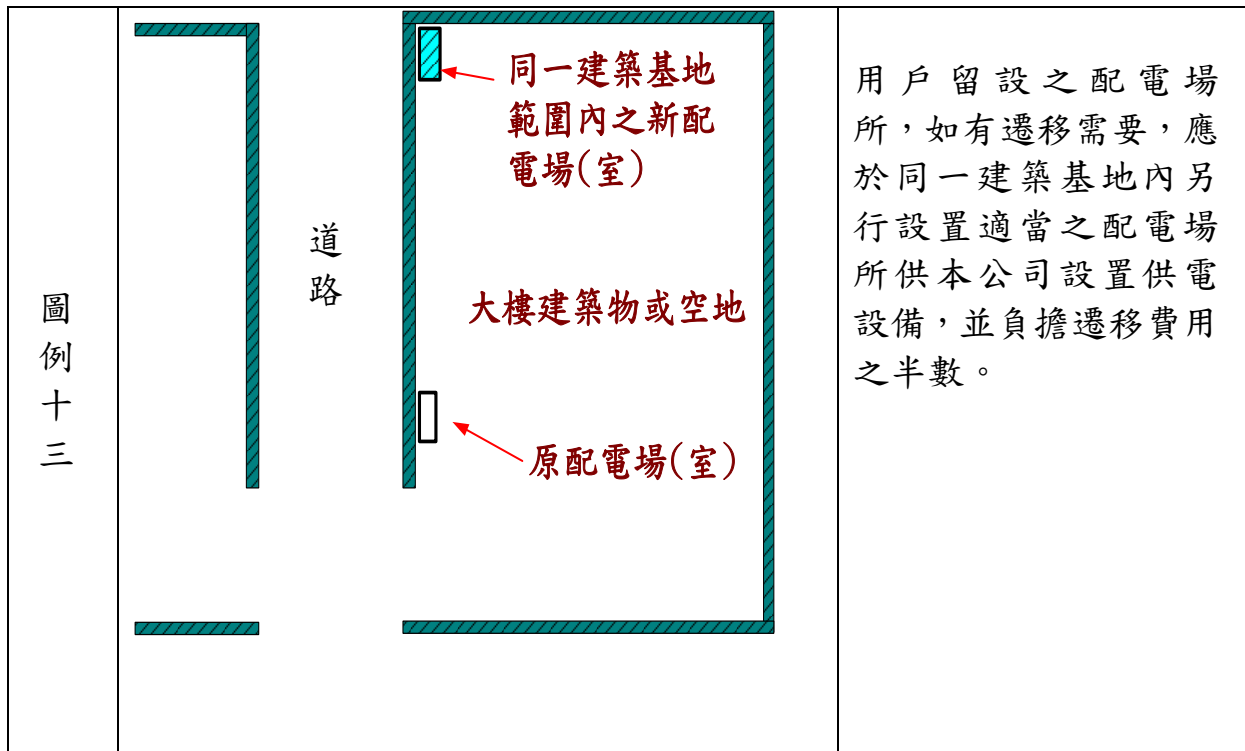 圖例十三
道路
同一建築基地
範圍內之新配
電場(室)
大樓建築物或空地
原配電場(室)
用戶留設之配電場
所，如有遷移需要，應
於同一建築基地內另
行設置適當之配電場
所供本公司設置供電
設備，並負擔遷移費用
之半數。